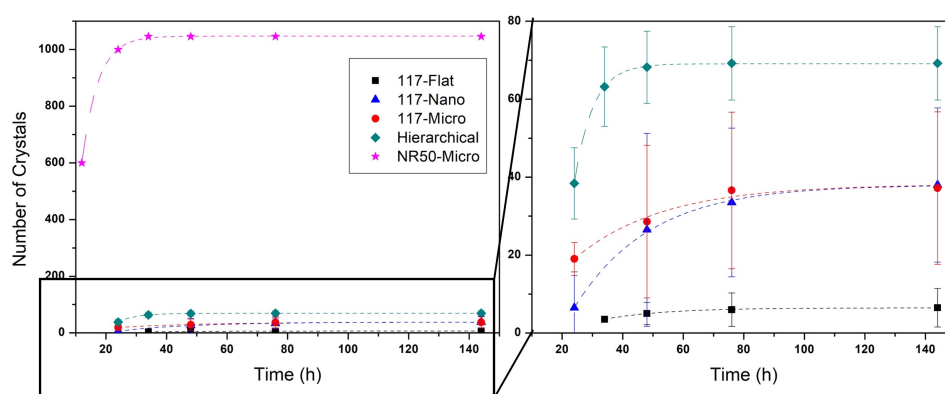 Number of Crystals
1000
800
600
400
200
0
117-Flat
117-Nano
117-Micro
Hierarchical
NR50-Micro
20 40 60 80 100 120 140
Time (h)
80
60
40
20
0
20 40 60 80 100 120 140
Time (h)